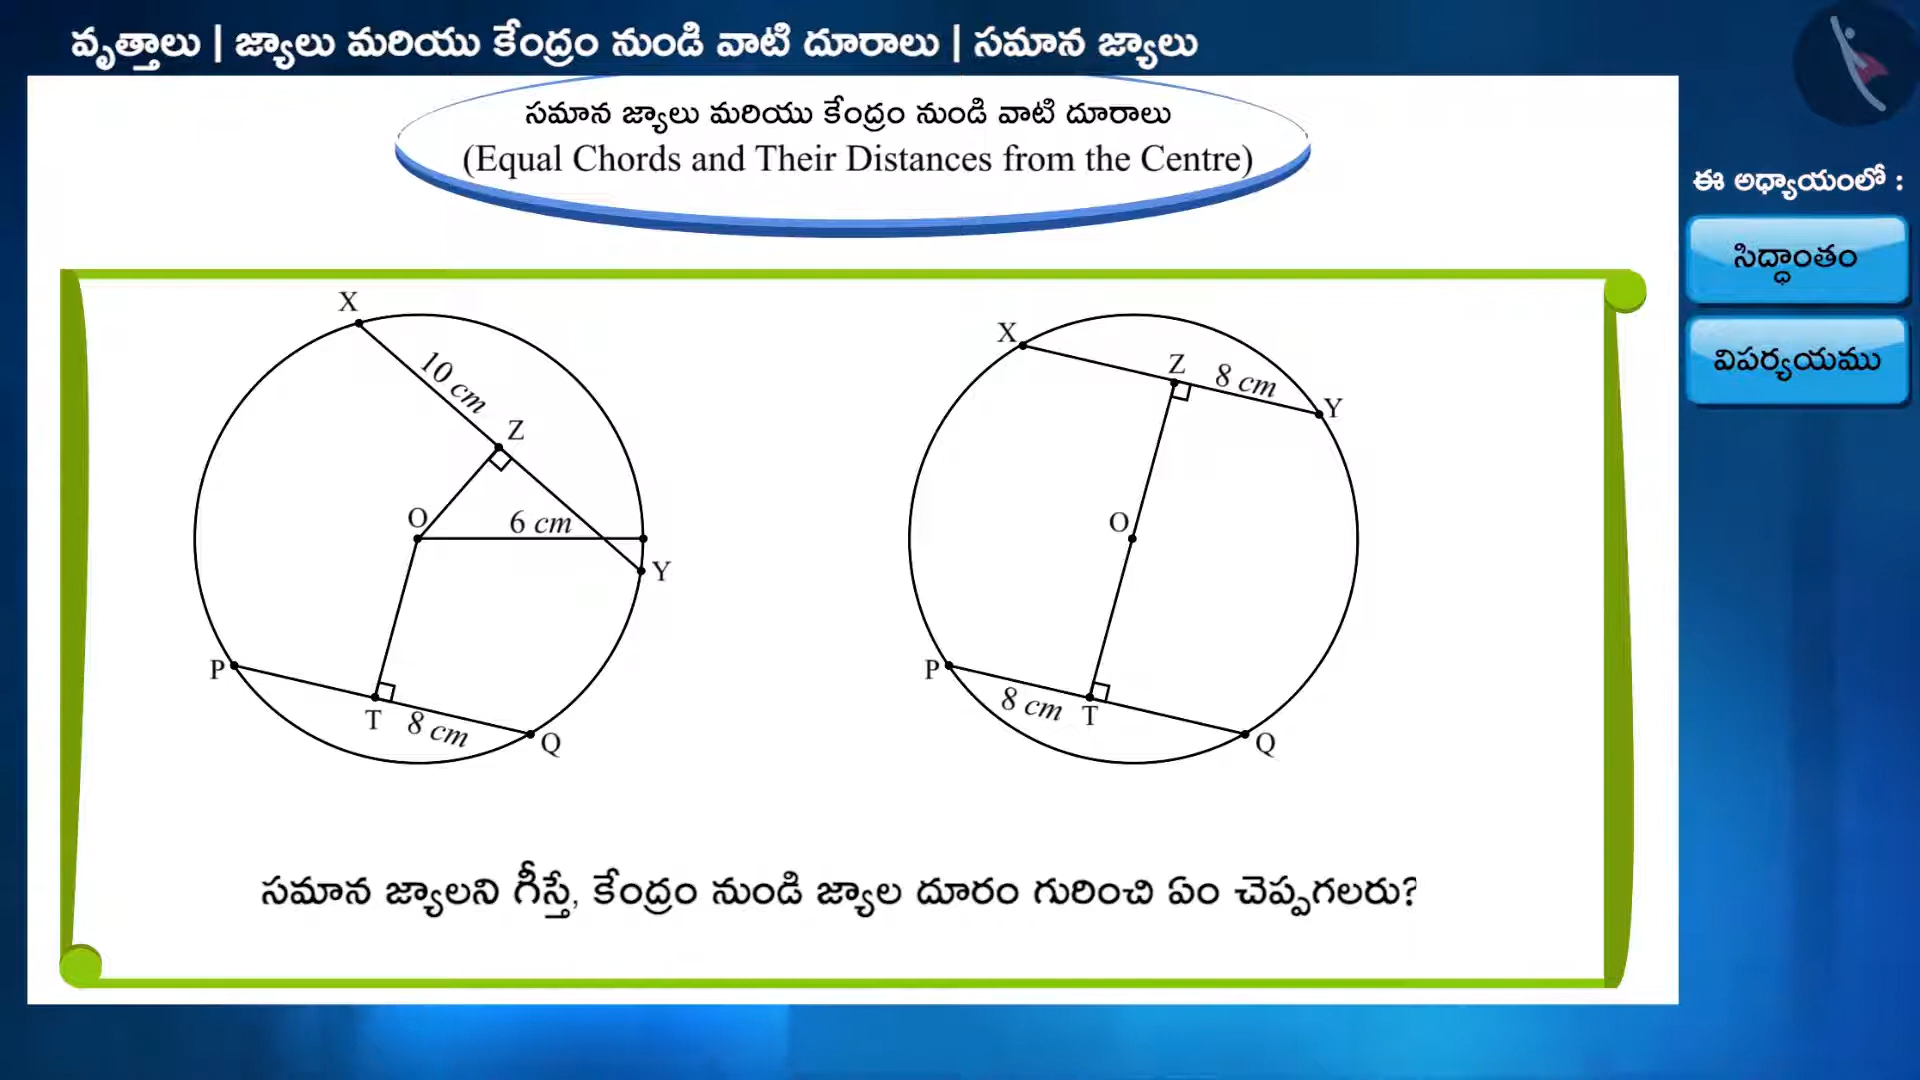 వృత్తాలు | జ్యాలు మరియు కేంద్రం నుండి వాటి దూరాలు | సమాన జ్యాలు
సమాన జ్యాలు మరియు కేంద్రం నుండి వాటి దూరాలు
(Equal Chords and Their Distances from the Centre)
ఈ అధ్యాయంలో :
సిద్ధాంతం
విపర్యయము
X
10 cm
Z
O
6 cm
Y
P
T
8 cm
Q
X
Z
8 cm
Y
O
P
8 cm
T
Q
సమాన జ్యాలని గీస్తే, కేంద్రం నుండి జ్యాల దూరం గురించి ఏం చెప్పగలరు?